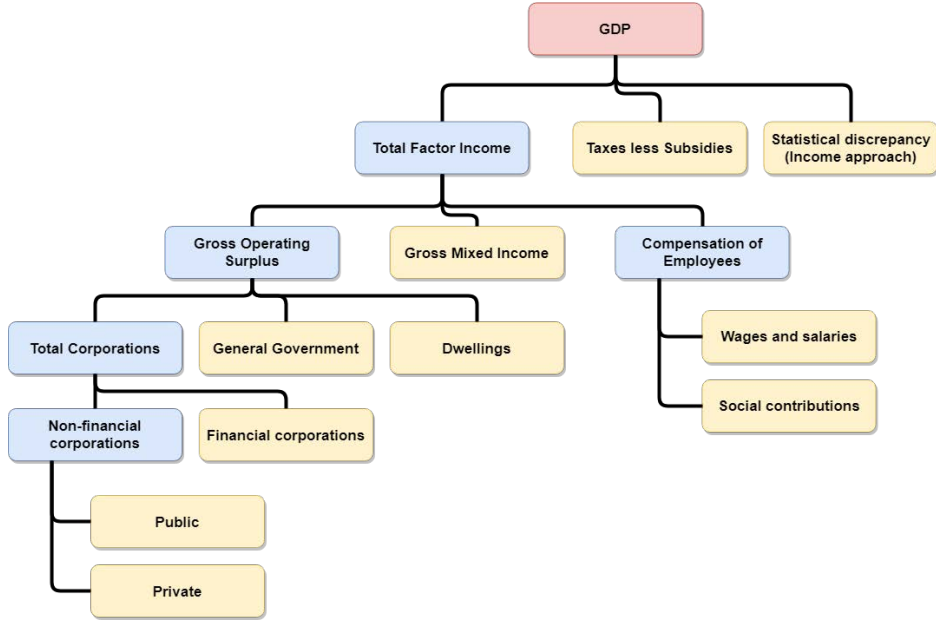 GDP
Total Factor Income
Taxes less Subsidies
Statistical discrepancy
(Income approach)
Gross Operating
Surplus
Gross Mixed Income
Compensation of
Employees
Total Corporations
General Government
Dwellings
Wages and salaries
Social contributions
Non-financial
corporations
Financial corporations
Public
Private